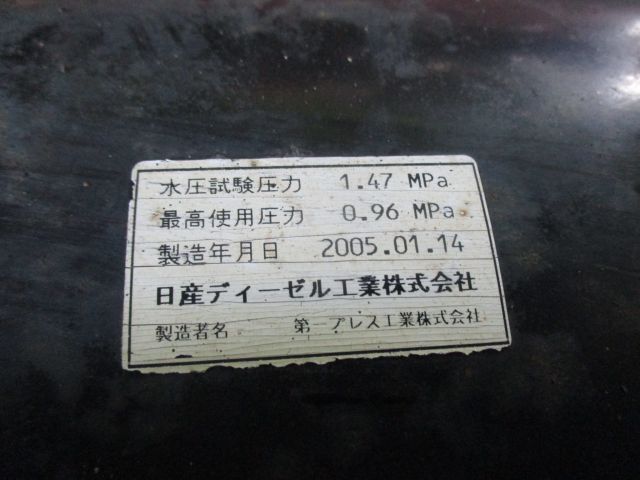 水圧試験圧力 1.47 MPa
最高使用圧力 0.96 MPa
製造年月日 2005.01.14
日産ディーゼル工業株式会社
製造者名 第一プレス工業株式会社